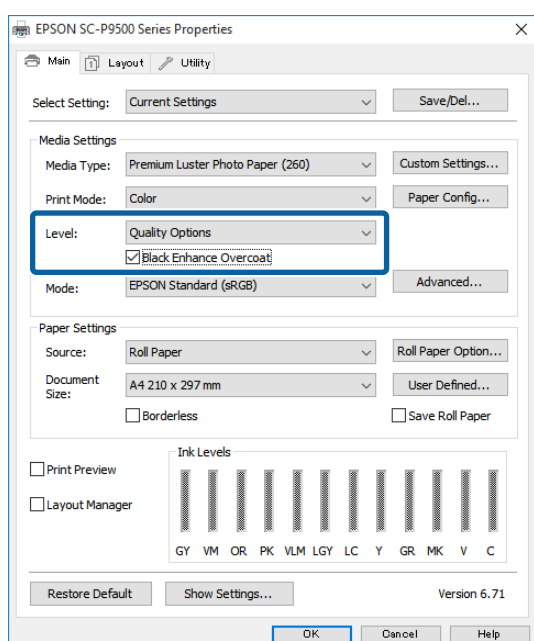 EPSON SC-P9500 Series Properties
Main Layout Utility
Select Setting: Current Settings Save/Del...
Media Settings
Media Type: Premium Luster Photo Paper (260) Custom Settings...
Print Mode: Color Paper Config...
Level: Quality Options
Black Enhance Overcoat
Mode: EPSON Standard (sRGB) Advanced...
Paper Settings
Source: Roll Paper Roll Paper Option...
Document Size: A4 210 x 297 mm User Defined...
Borderless Save Roll Paper
Ink Levels
Print Preview
Layout Manager
GY VM OR PK VLM LGY LC Y GR MK V C
Restore Default Show Settings... Version 6.71
OK Cancel Help